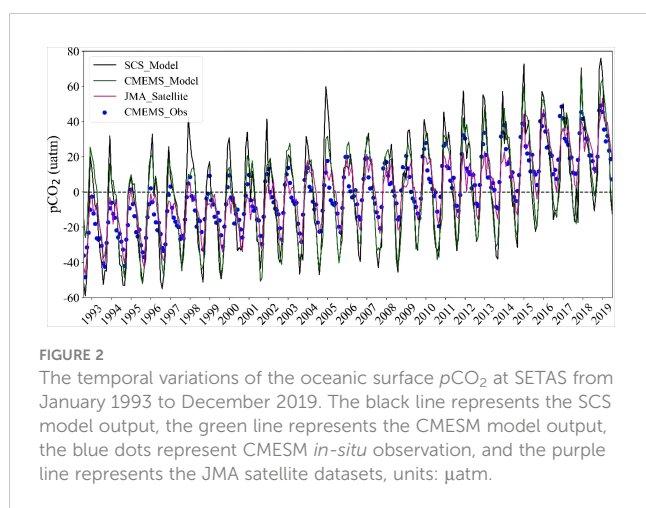 80
60
40
20
0
-20
-40
-60
pCO2 (uatm)
SCS_Model
CMEMS_Model
JMA_Satellite
CMEMS_Obs
1993 1994 1995 1996 1997 1998 1999 2000 2001 2002 2003 2004 2005 2006 2007 2008 2009 2010 2011 2012 2013 2014 2015 2016 2017 2018 2019
FIGURE 2
The temporal variations of the oceanic surface pCO2 at SETAS from
January 1993 to December 2019. The black line represents the SCS
model output, the green line represents the CMESM model output,
the blue dots represent CMESM in-situ observation, and the purple
line represents the JMA satellite datasets, units: μatm.